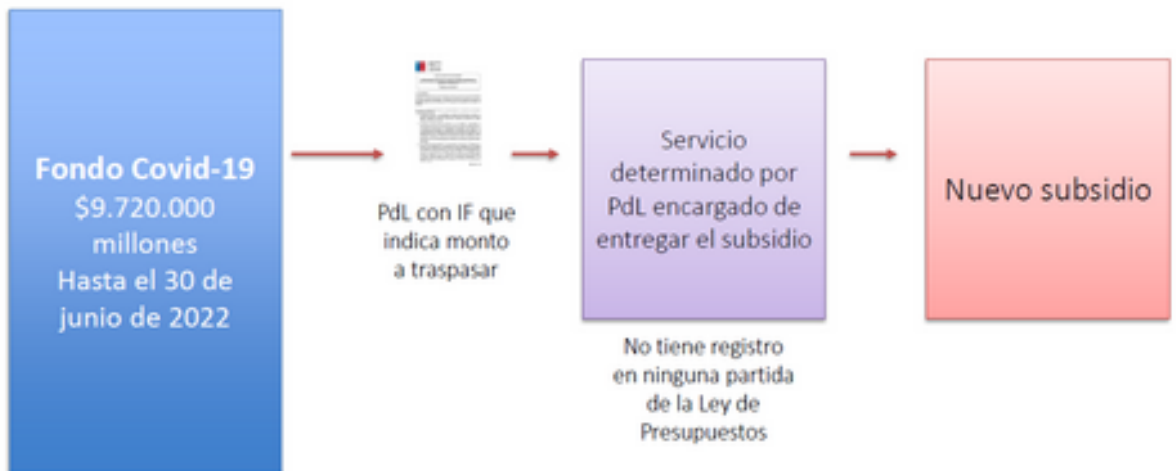 Fondo Covid-19
$9.720.000
millones
Hasta el 30 de
junio de 2022
PdL con IF que
indica monto
a traspasar
Servicio
determinado por
PdL encargado de
entregar el subsidio
No tiene registro
en ninguna partida
de la Ley de
Presupuestos
Nuevo subsidio